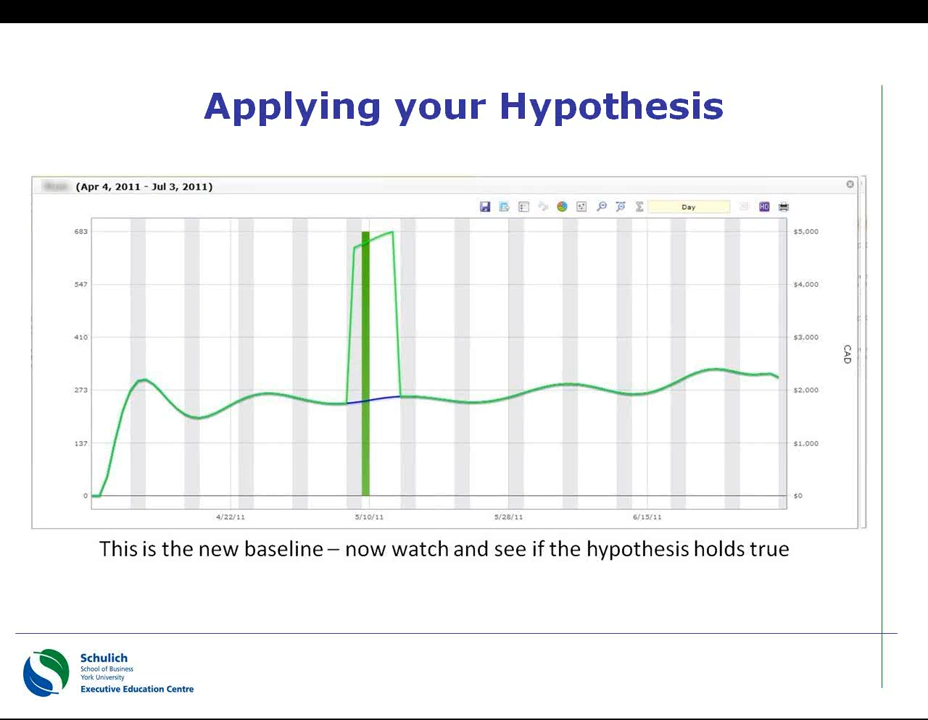 Applying your Hypothesis
(Apr 4, 2011 - Jul 3, 2011)
Day
HD
683
$5,000
547
$4,000
410
$3,000
CAD
273
$2,000
137
$1,000
0
$0
4/22/11
5/10/11
5/28/11
6/15/11
This is the new baseline – now watch and see if the hypothesis holds true
Schulich
School of Business
York University
Executive Education Centre